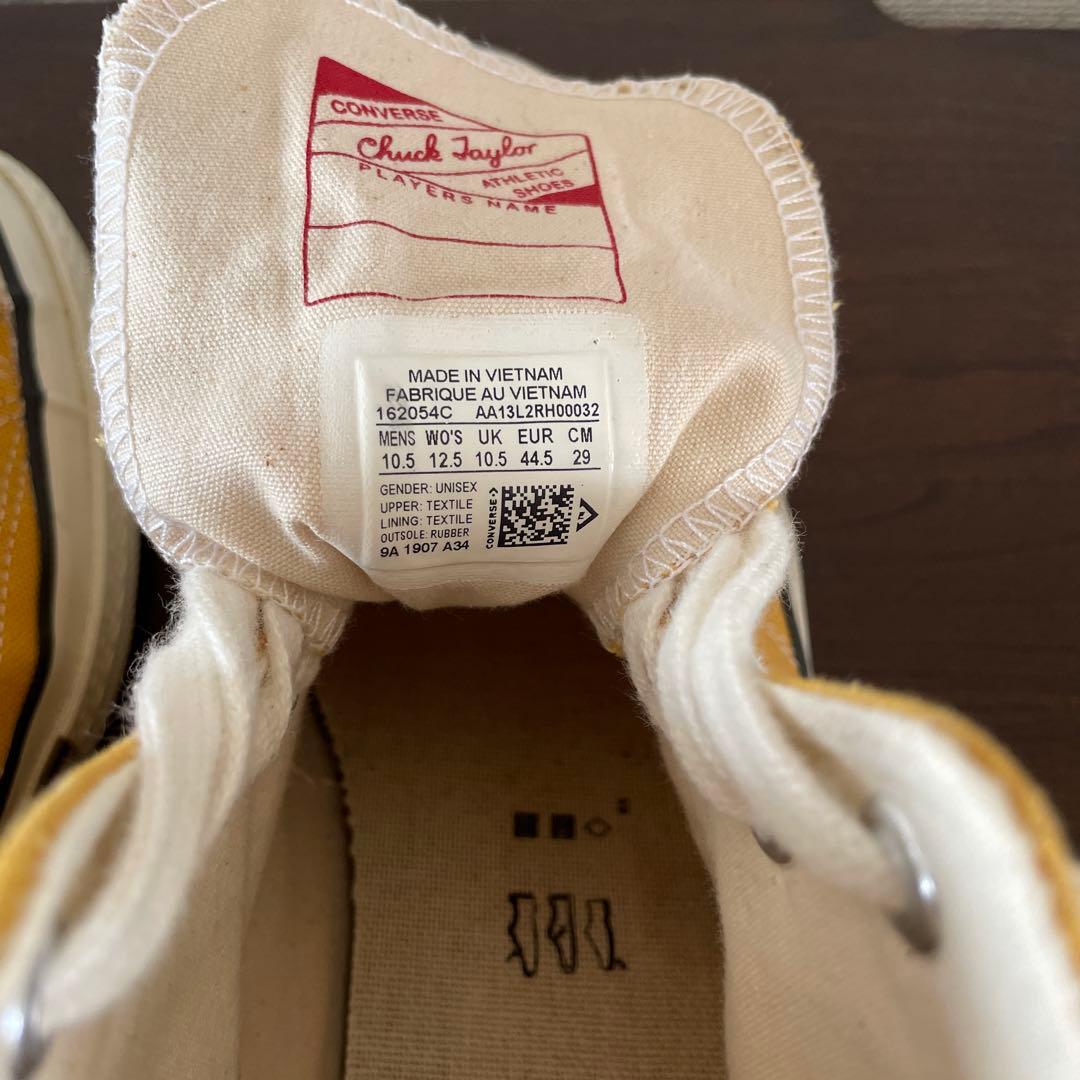 CONVERSE
Chuck Taylor
ATHLETIC
SHOES
PLAYERS NAME
MADE IN VIETNAM
FABRIQUE AU VIETNAM
162054C AA13L2RH00032
MENS WO'S UK EUR CM
10.5 12.5 10.5 44.5 29
GENDER: UNISEX
UPPER: TEXTILE
LINING: TEXTILE
OUTSOLE: RUBBER
9A 1907 A34
CONVERSE